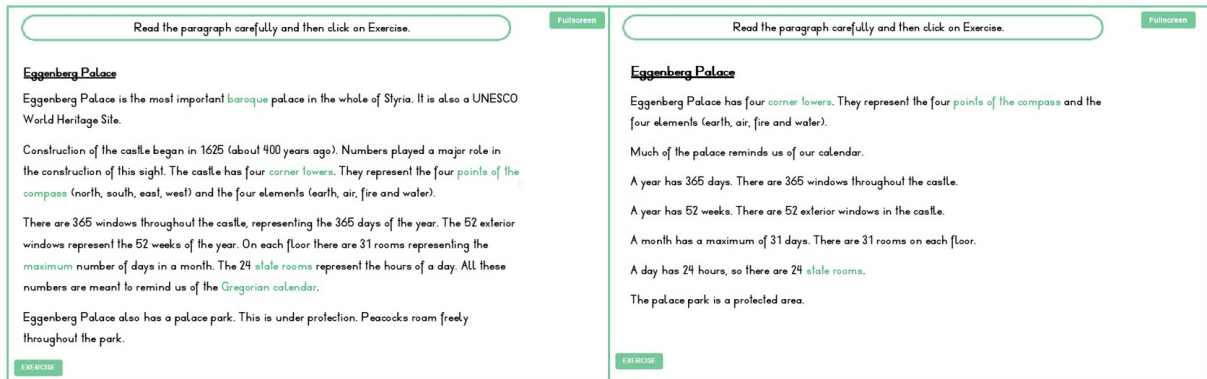 Fullscreen
Read the paragraph carefully and then click on Exercise.
Eggenberg Palace
Eggenberg Palace is the most important baroque palace in the whole of Styria. It is also a UNESCO
World Heritage Site.
Construction of the castle began in 1625 (about 400 years ago). Numbers played a major role in
the construction of this sight. The castle has four corner towers. They represent the four points of the
compass (north, south, east, west) and the four elements (earth, air, fire and water).
There are 365 windows throughout the castle, representing the 365 days of the year. The 52 exterior
windows represent the 52 weeks of the year. On each floor there are 31 rooms representing the
maximum number of days in a month. The 24 state rooms represent the hours of a day. All these
numbers are meant to remind us of the Gregorian calendar.
Eggenberg Palace also has a palace park. This is under protection. Peacocks roam freely
throughout the park.
EXERCISE
Fullscreen
Read the paragraph carefully and then click on Exercise.
Eggenberg Palace
Eggenberg Palace has four corner towers. They represent the four points of the compass and the
four elements (earth, air, fire and water).
Much of the palace reminds us of our calendar.
A year has 365 days. There are 365 windows throughout the castle.
A year has 52 weeks. There are 52 exterior windows in the castle.
A month has a maximum of 31 days. There are 31 rooms on each floor.
A day has 24 hours, so there are 24 state rooms.
The palace park is a protected area.
EXERCISE